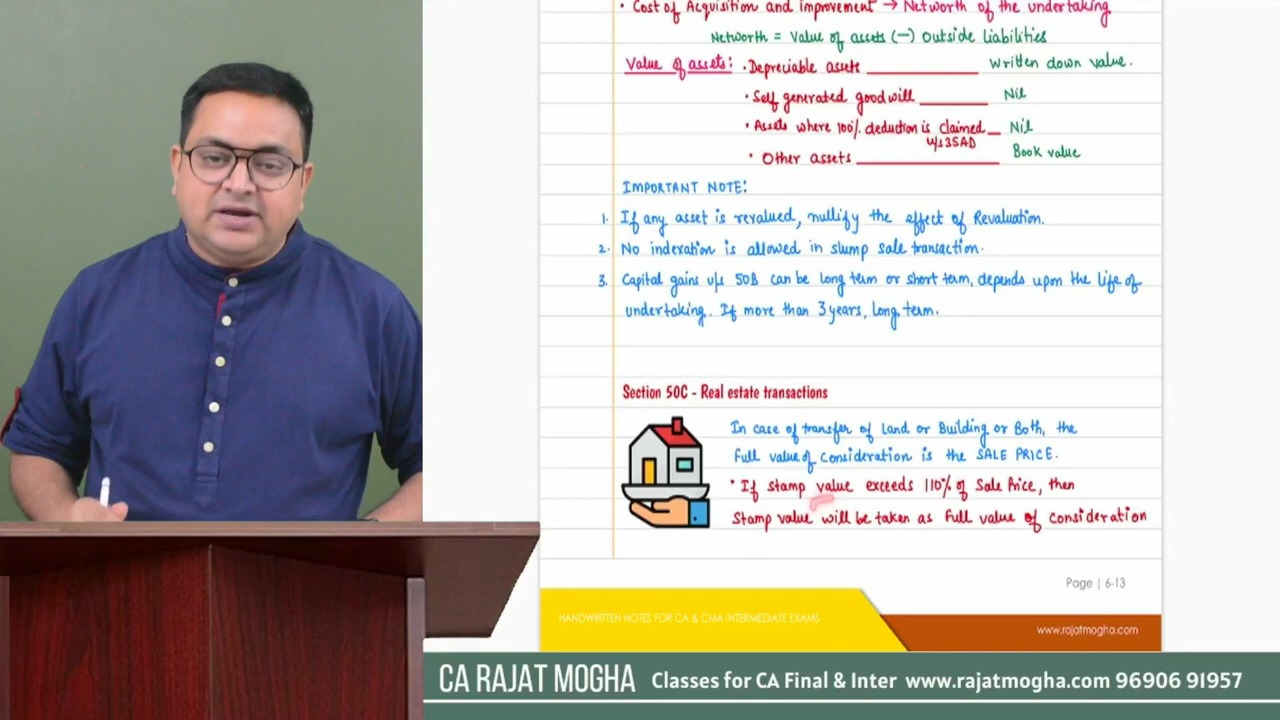 • Cost of Acquisition and improvement → Networth of the undertaking
Networth = Value of assets (–) Outside Liabilities
Value of assets: • Depreciable assets ________ Written down value.
• Self generated goodwill ________ Nil
• Assets where 100% deduction is claimed _ Nil
u/s 35AD
• Other assets ________ Book value
IMPORTANT NOTE:
1. If any asset is revalued, nullify the effect of Revaluation.
2. No indexation is allowed in slump sale transaction.
3. Capital gains u/s 50B can be long term or short term, depends upon the life of
undertaking. If more than 3 years, Long term.
Section 50C - Real estate transactions
In case of transfer of Land or Building or Both, the
Full value of consideration is the SALE PRICE.
• If stamp value exceeds 110% of Sale Price, then
Stamp value will be taken as Full value of consideration
Page | 6-13
HANDWRITTEN NOTES FOR CA & CMA INTERMEDIATE EXAMS
www.rajatmogha.com
CA RAJAT MOGHA Classes for CA Final & Inter www.rajatmogha.com 96906 91957